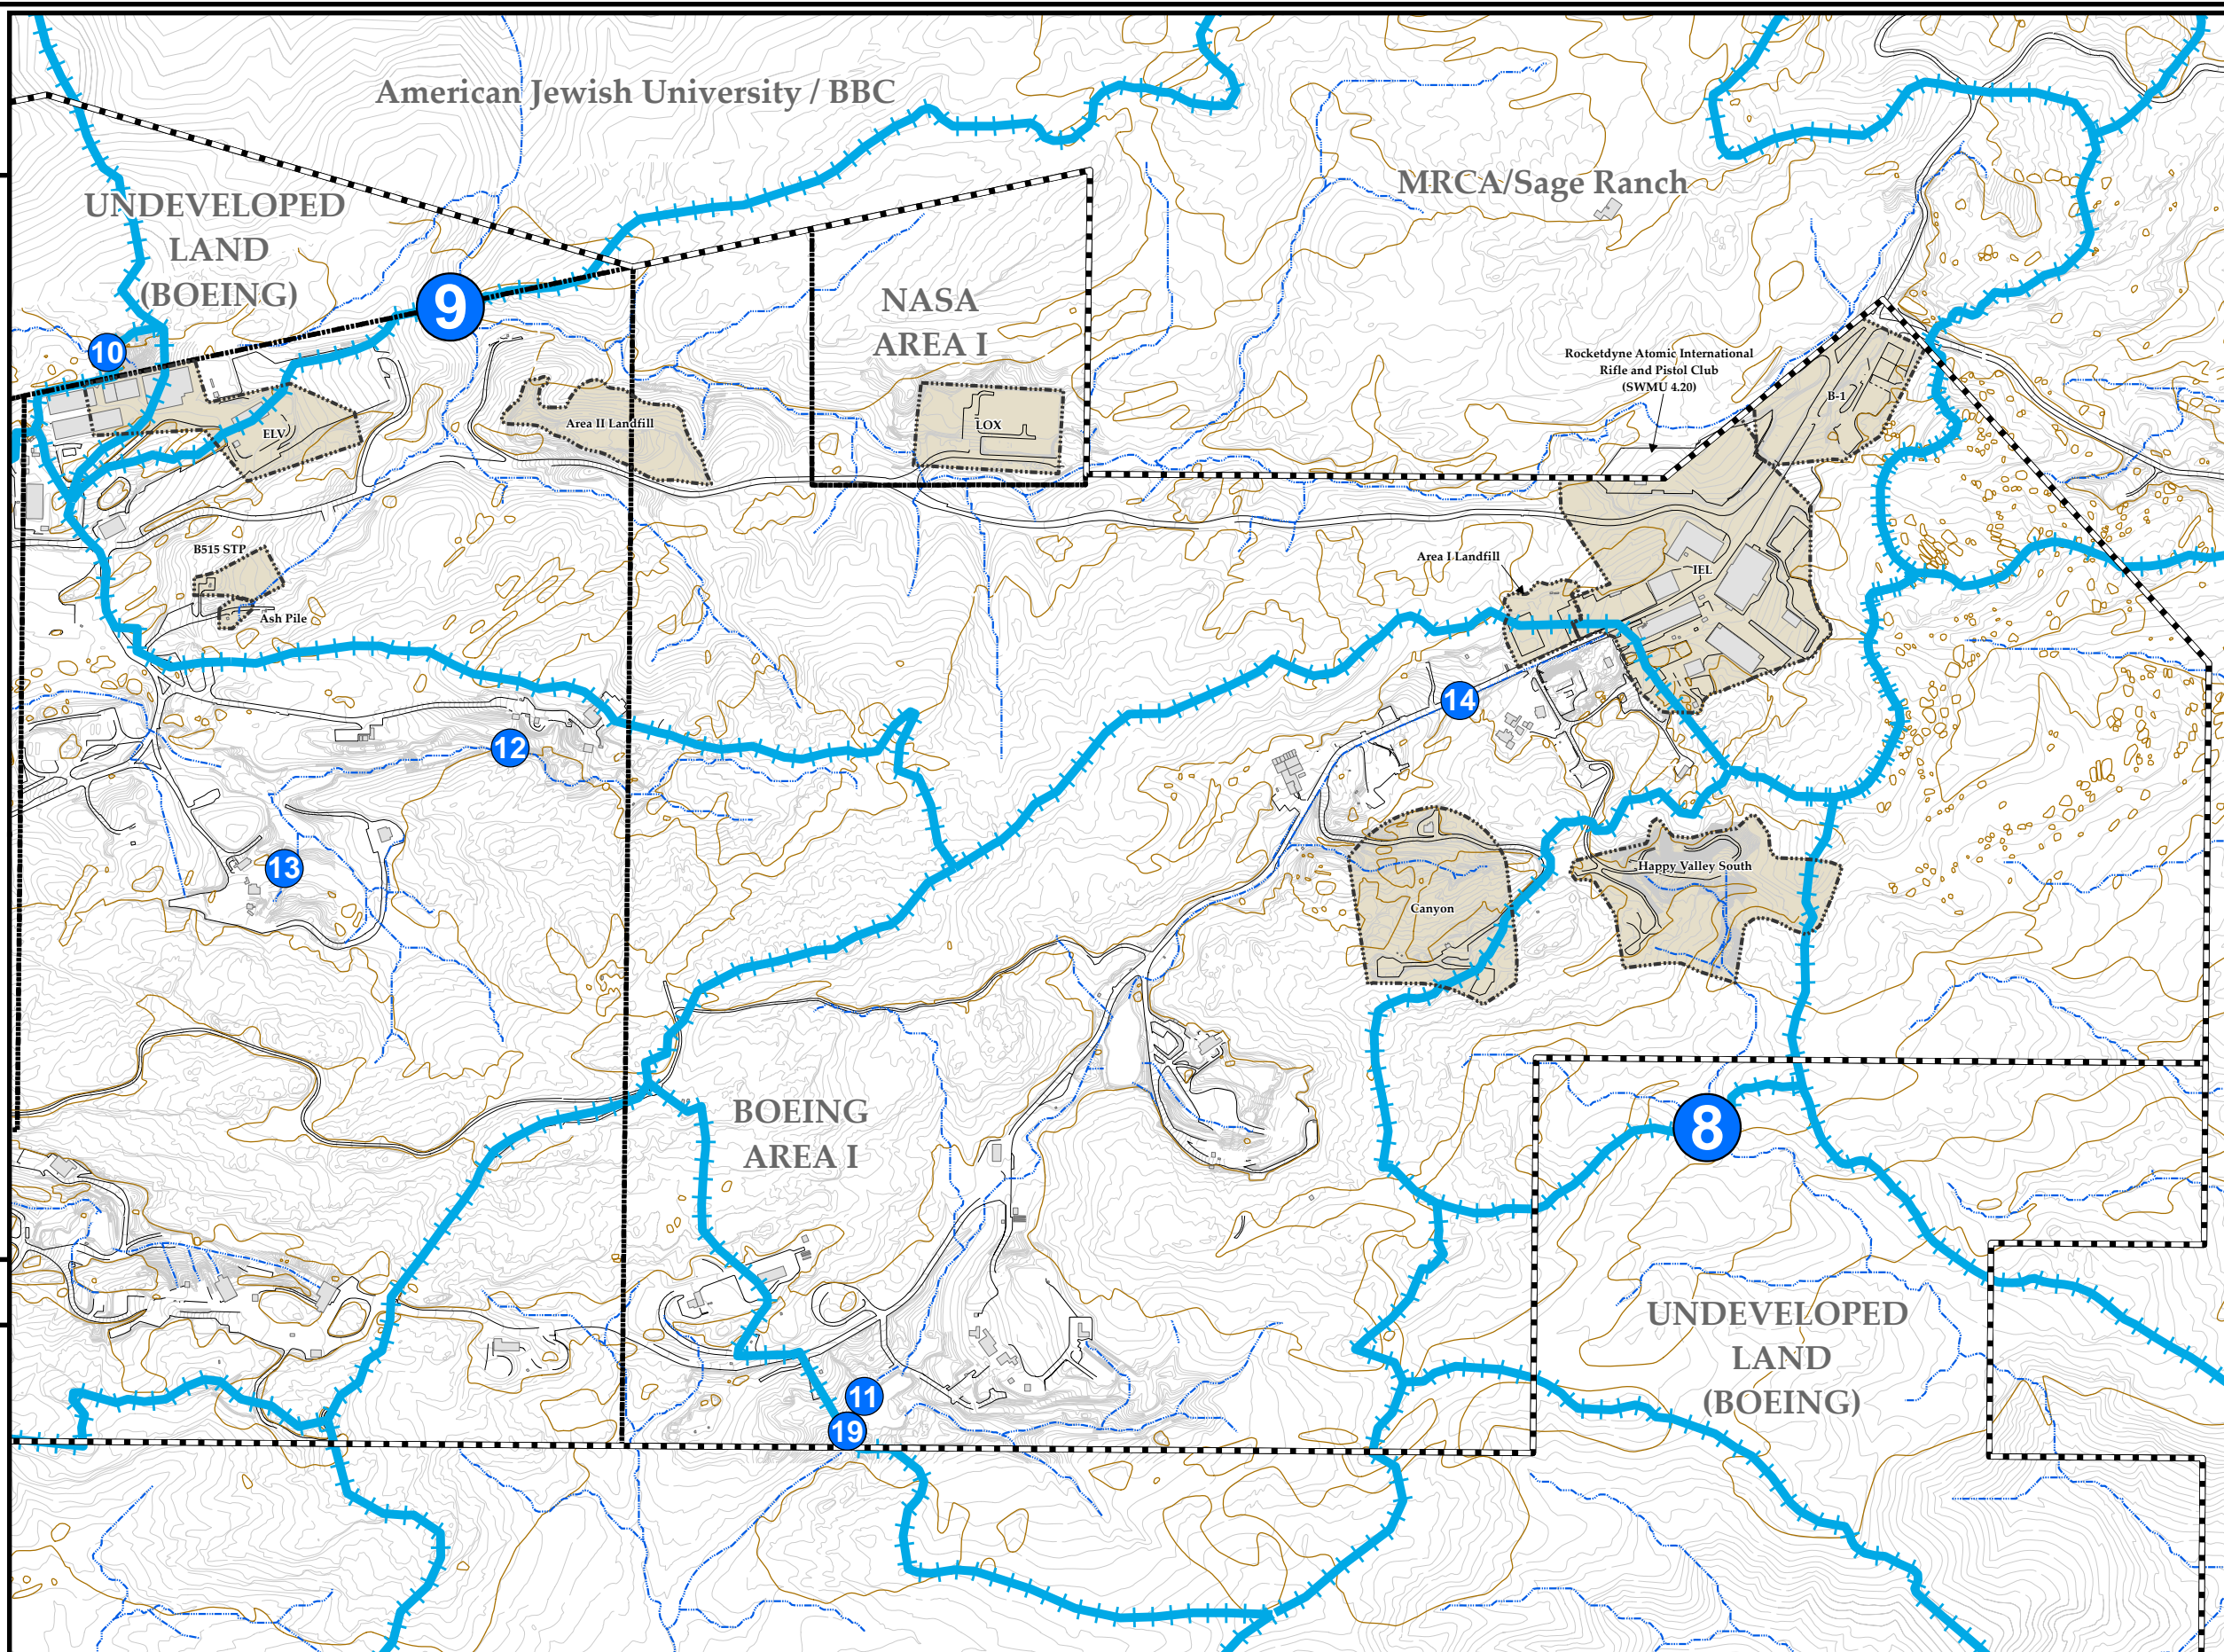 American Jewish University / BBC
MRCA/Sage Ranch
UNDEVELOPED
LAND
(BOEING)
9
NASA
AREA I
10
Rocketdyne Atomic International
Rifle and Pistol Club
(SWMU 4.20)
B-1
ELV
Area II Landfill
LOX
B515 STP
Area I Landfill
IEL
Ash Pile
14
12
13
Happy Valley South
Canyon
BOEING
AREA I
8
UNDEVELOPED
LAND
(BOEING)
11
19